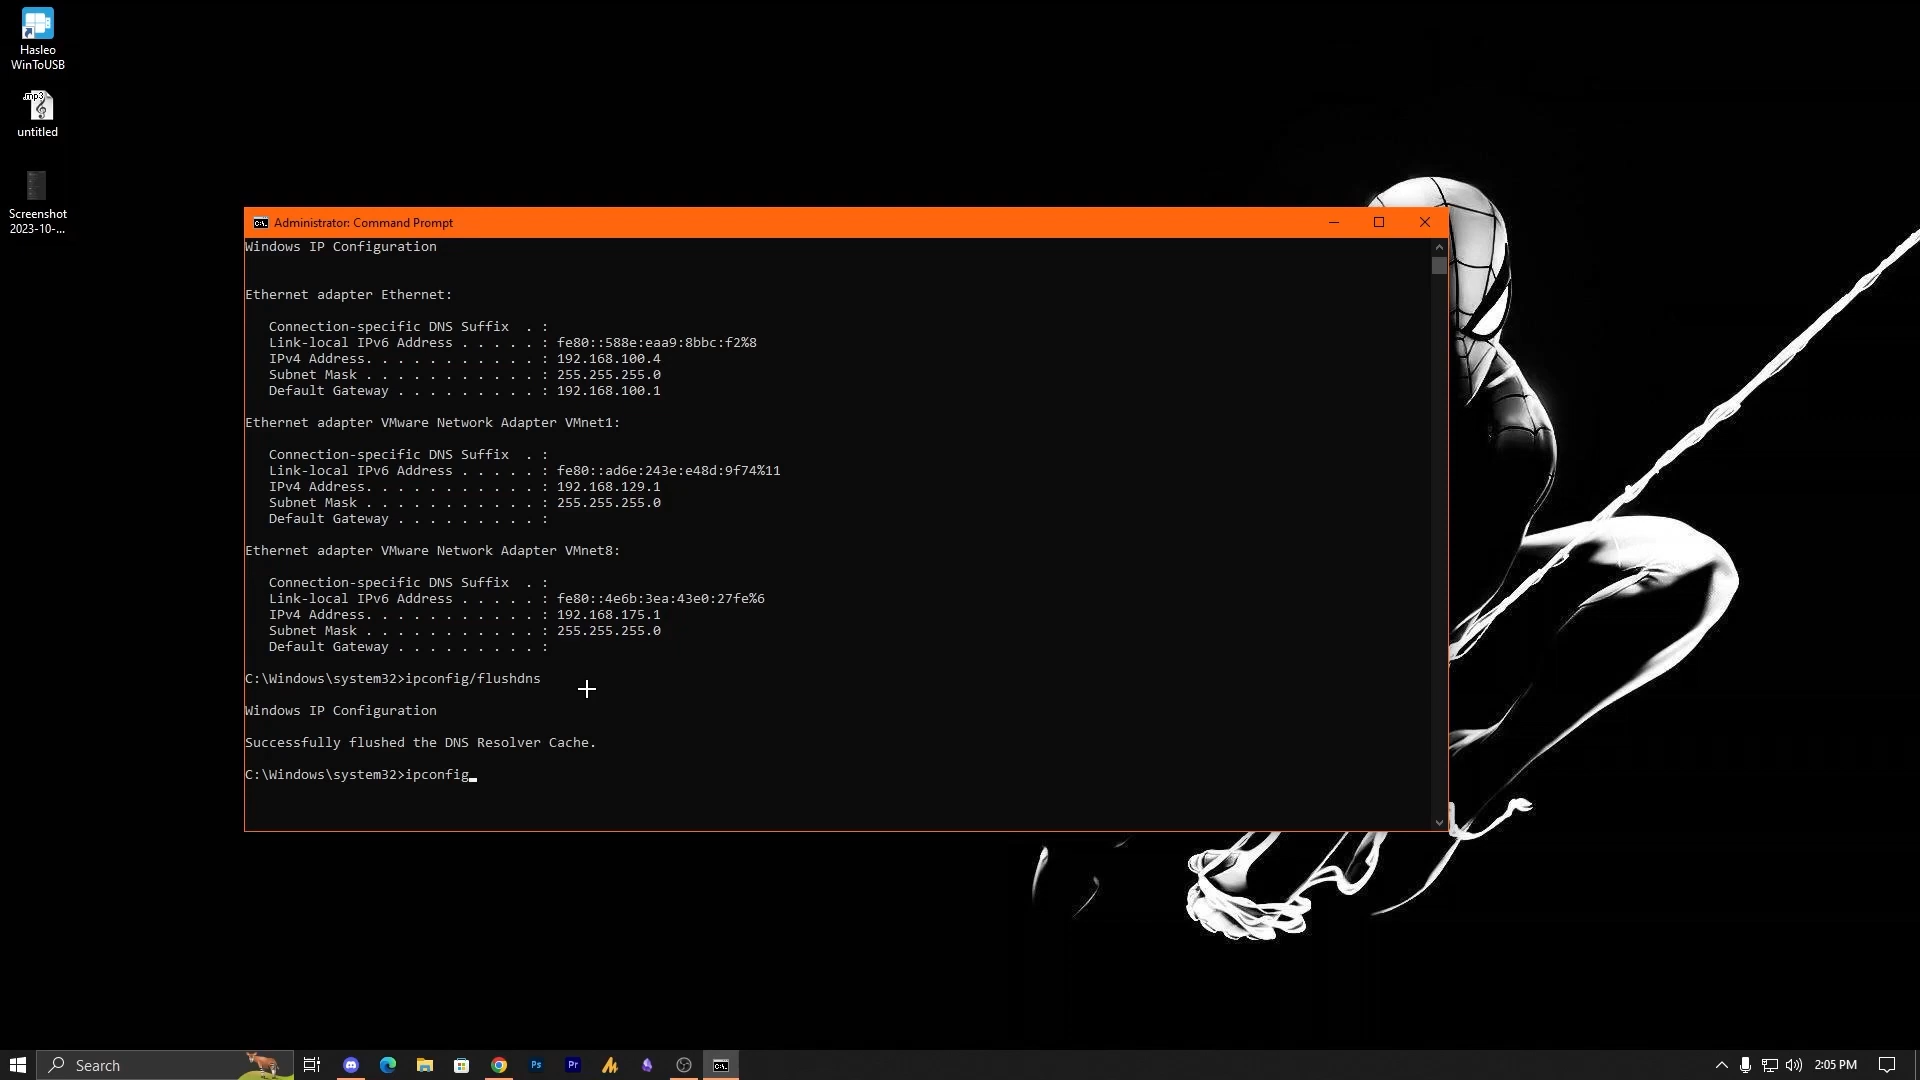 Hasleo
WinToUSB
.mp3
untitled
Screenshot
2023-10-...
Administrator: Command Prompt
Windows IP Configuration
Ethernet adapter Ethernet:
Connection-specific DNS Suffix  . :
Link-local IPv6 Address . . . . . : fe80::588e:eaa9:8bbc:f2%8
IPv4 Address. . . . . . . . . . . : 192.168.100.4
Subnet Mask . . . . . . . . . . . : 255.255.255.0
Default Gateway . . . . . . . . . : 192.168.100.1
Ethernet adapter VMware Network Adapter VMnet1:
Connection-specific DNS Suffix  . :
Link-local IPv6 Address . . . . . : fe80::ad6e:243e:e48d:9f74%11
IPv4 Address. . . . . . . . . . . : 192.168.129.1
Subnet Mask . . . . . . . . . . . : 255.255.255.0
Default Gateway . . . . . . . . . :
Ethernet adapter VMware Network Adapter VMnet8:
Connection-specific DNS Suffix  . :
Link-local IPv6 Address . . . . . : fe80::4e6b:3ea:43e0:27fe%6
IPv4 Address. . . . . . . . . . . : 192.168.175.1
Subnet Mask . . . . . . . . . . . : 255.255.255.0
Default Gateway . . . . . . . . . :
C:\Windows\system32>ipconfig/flushdns
Windows IP Configuration
Successfully flushed the DNS Resolver Cache.
C:\Windows\system32>ipconfig
Search
Ps
Pr
2:05 PM